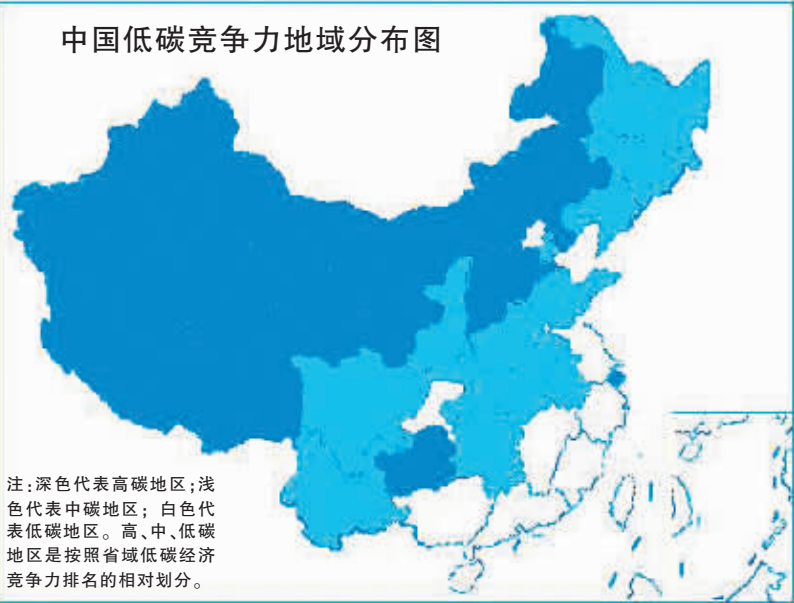 中国低碳竞争力地域分布图
注:深色代表高碳地区;浅
色代表中碳地区; 白色代
表低碳地区。高、中、低碳
地区是按照省域低碳经济
竞争力排名的相对划分。